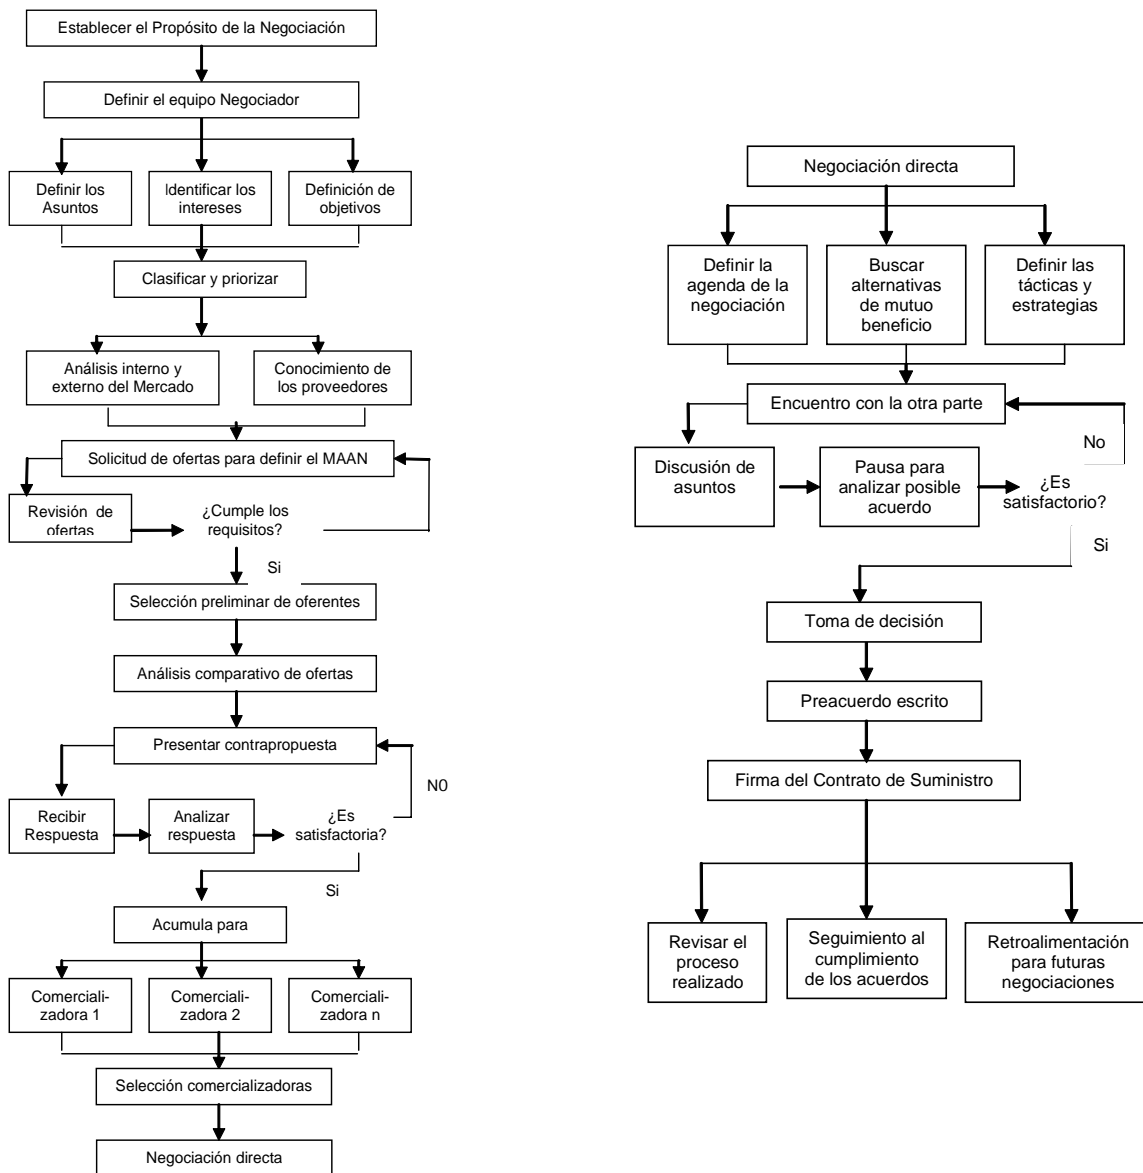 Establecer el Propósito de la Negociación
Definir el equipo Negociador
Definir los
Asuntos
Identificar los
intereses
Definición de
objetivos
Clasificar y priorizar
Análisis interno y
externo del Mercado
Conocimiento de
los proveedores
Solicitud de ofertas para definir el MAAN
Revisión de
ofertas
¿Cumple los
requisitos?
Si
Selección preliminar de oferentes
Análisis comparativo de ofertas
Presentar contrapropuesta
N0
Recibir
Respuesta
Analizar
respuesta
¿Es
satisfactoria?
Si
Acumula para
Comerciali-
zadora 1
Comerciali-
zadora 2
Comerciali-
zadora n
Selección comercializadoras
Negociación directa
Negociación directa
Definir la
agenda de la
negociación
Buscar
alternativas
de mutuo
beneficio
Definir las
tácticas y
estrategias
Encuentro con la otra parte
No
Discusión de
asuntos
Pausa para
analizar posible
acuerdo
¿Es
satisfactorio?
Si
Toma de decisión
Preacuerdo escrito
Firma del Contrato de Suministro
Revisar el
proceso
realizado
Seguimiento al
cumplimiento
de los acuerdos
Retroalimentación
para futuras
negociaciones